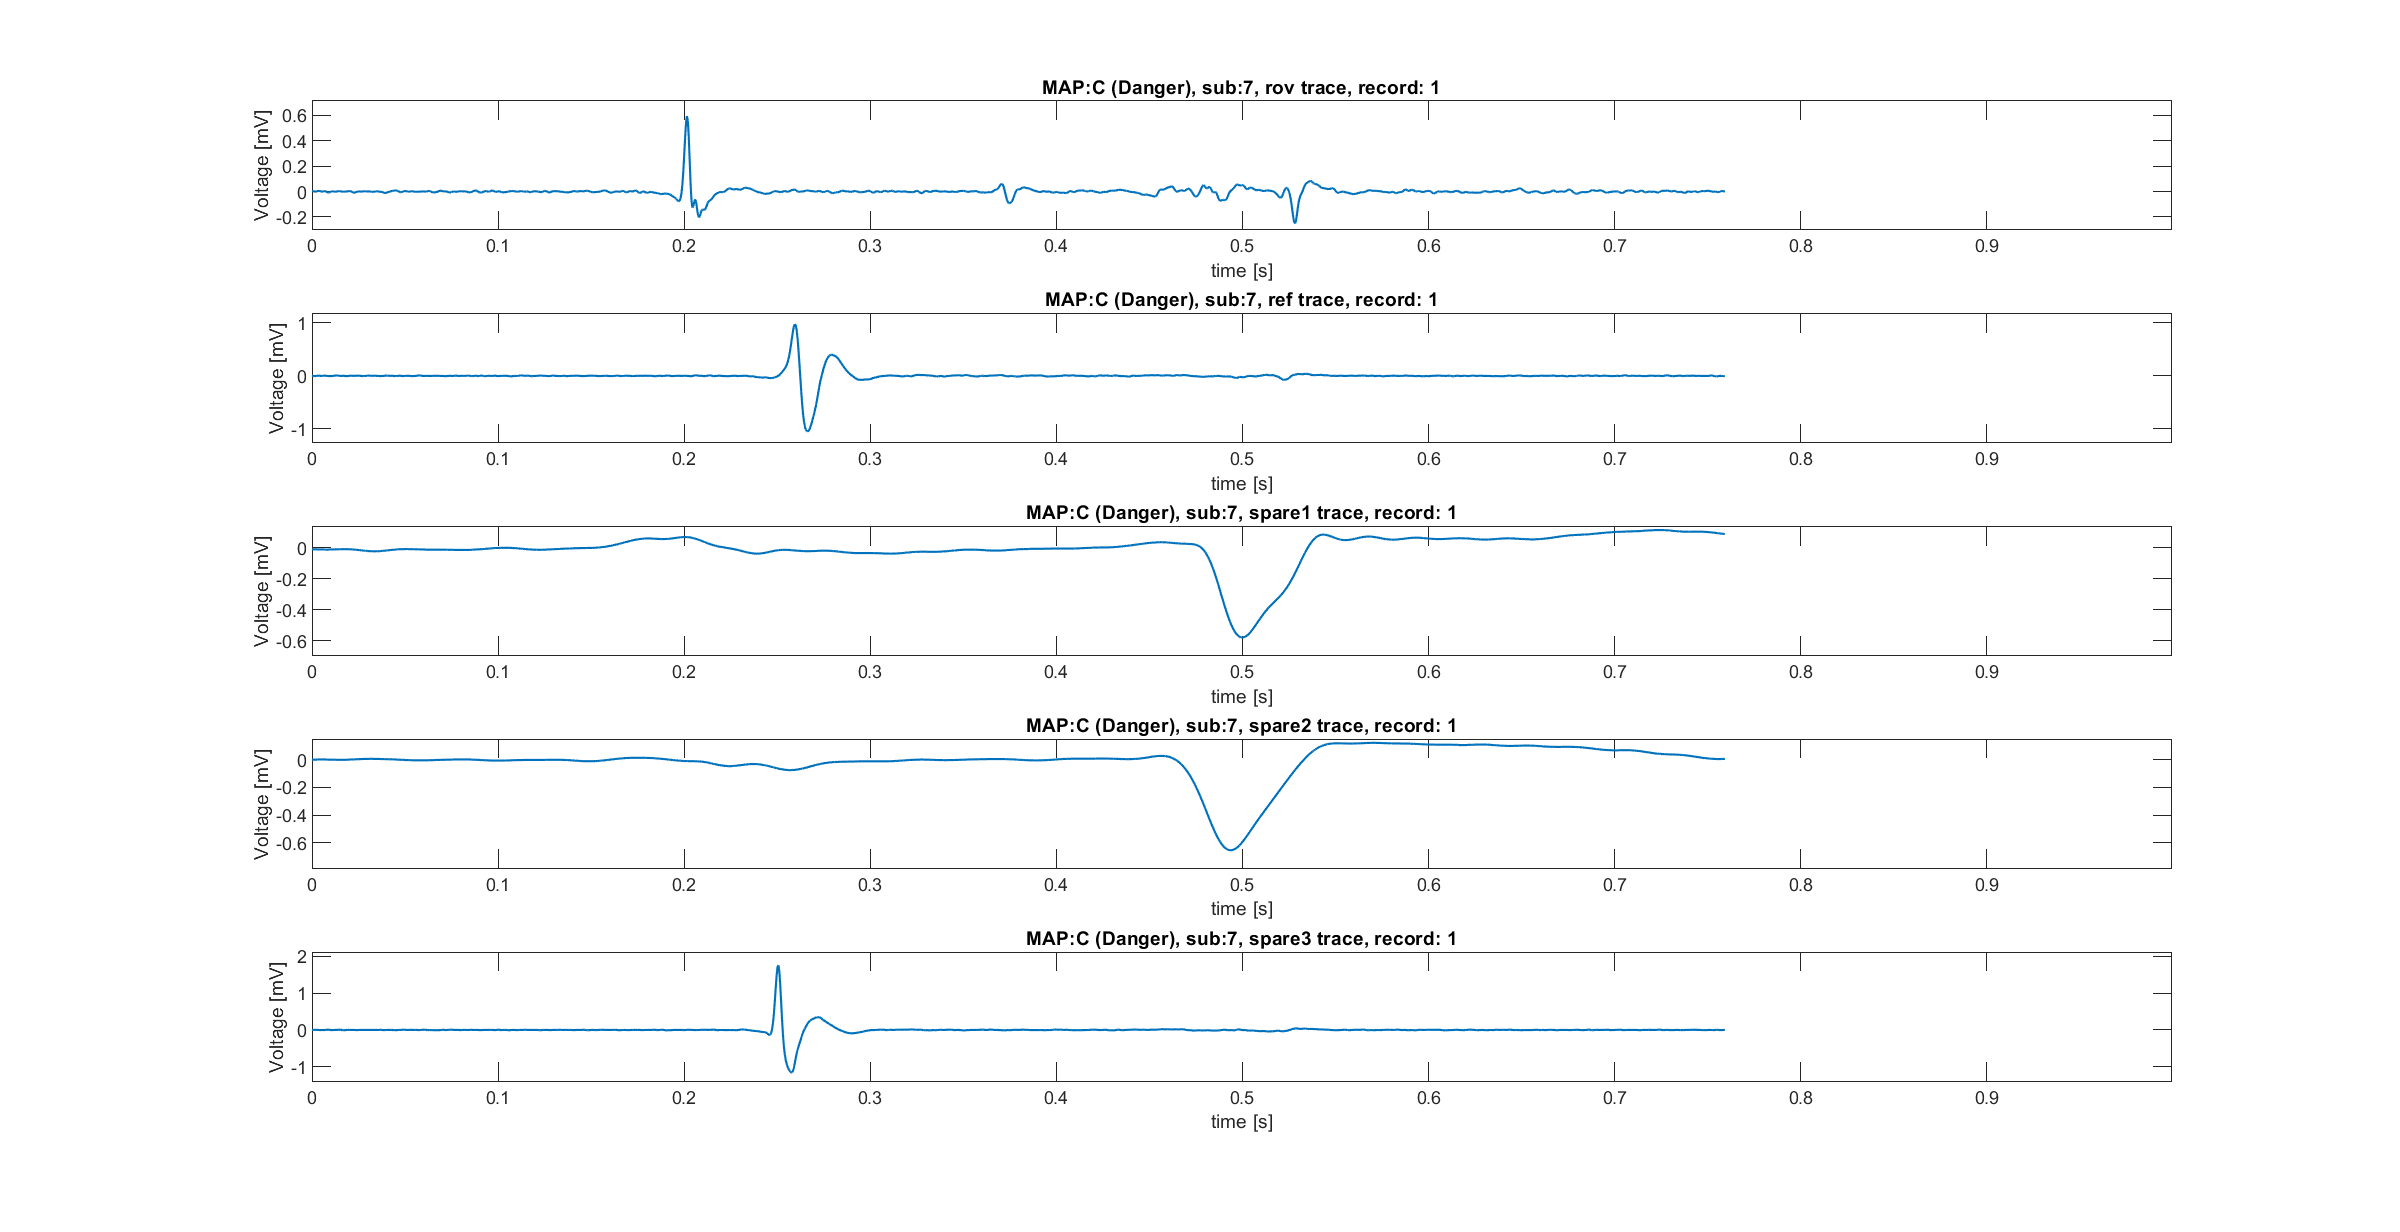 MAP:C (Danger), sub:7, rov trace, record: 1
Voltage [mV]
0.6
0.4
0.2
0
-0.2
0 0.1 0.2 0.3 0.4 0.5 0.6 0.7 0.8 0.9
time [s]
MAP:C (Danger), sub:7, ref trace, record: 1
Voltage [mV]
1
0
-1
0 0.1 0.2 0.3 0.4 0.5 0.6 0.7 0.8 0.9
time [s]
MAP:C (Danger), sub:7, spare1 trace, record: 1
Voltage [mV]
0
-0.2
-0.4
-0.6
0 0.1 0.2 0.3 0.4 0.5 0.6 0.7 0.8 0.9
time [s]
MAP:C (Danger), sub:7, spare2 trace, record: 1
Voltage [mV]
0
-0.2
-0.4
-0.6
0 0.1 0.2 0.3 0.4 0.5 0.6 0.7 0.8 0.9
time [s]
MAP:C (Danger), sub:7, spare3 trace, record: 1
Voltage [mV]
2
1
0
-1
0 0.1 0.2 0.3 0.4 0.5 0.6 0.7 0.8 0.9
time [s]